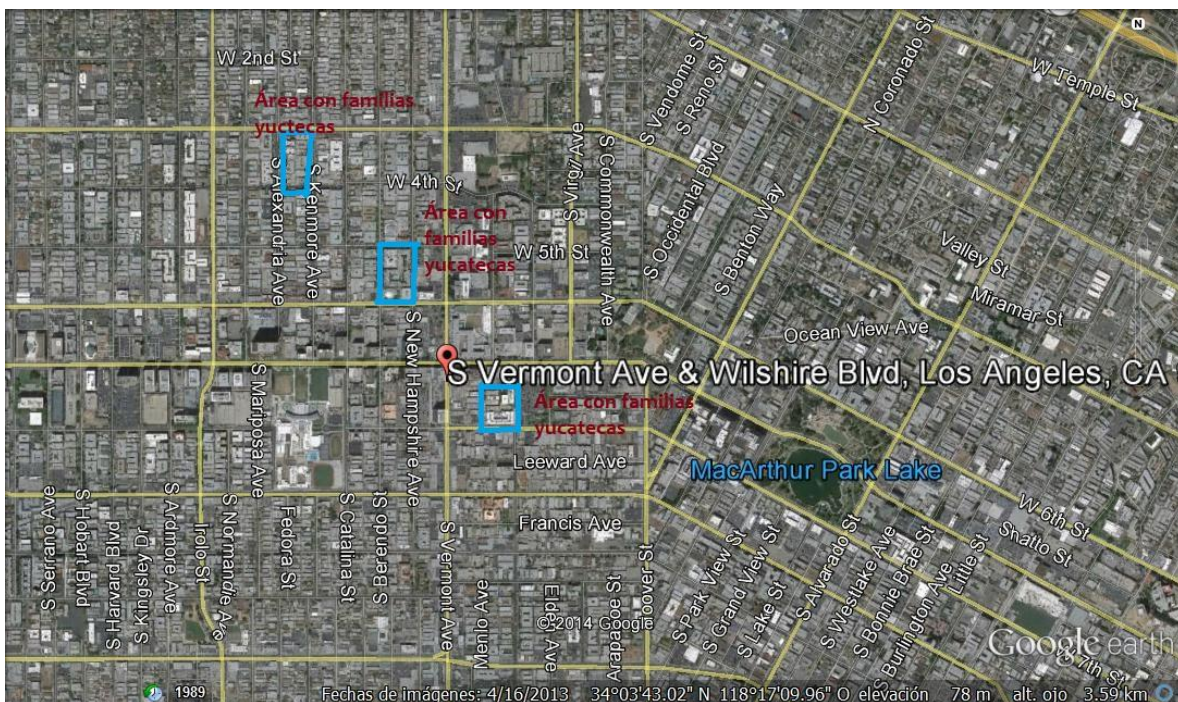 N
W 2nd St
S Vendome St
S Reno St
N Coronado St
W Temple St
Área con familias
yuctecas
S Alexandria Ave
S Kenmore Ave
W 4th St
S Virgil Ave
S Commonwealth Ave
S Occidental Blvd
S Benton Way
Área con
familias
yucatecas
W 5th St
Valley St
Miramar St
Ocean View Ave
S New Hampshire Ave
S Vermont Ave & Wilshire Blvd, Los Angeles, CA
S Mariposa Ave
Área con familias
yucatecas
Leeward Ave
MacArthur Park Lake
W 6th St
Shatto St
S Serrano Ave
S Hobart Blvd
S Harvard Blvd
S Kingsley Dr
S Ardmore Ave
Irolo St
S Normandie Ave
Fedora St
S Catalina St
S Berendo St
S Vermont Ave
Francis Ave
Menlo Ave
Elden Ave
Arapahoe St
Hoover St
S Park View St
S Grand View St
S Lake St
S Alvarado St
S Westlake Ave
S Bonnie Brae St
S Burlington Ave
Little St
S 7th St
© 2014 Google
Google earth
1989
Fechas de imágenes: 4/16/2013 34°03'43.02" N 118°17'09.96" O elevación 78 m alt. ojo 3.59 km